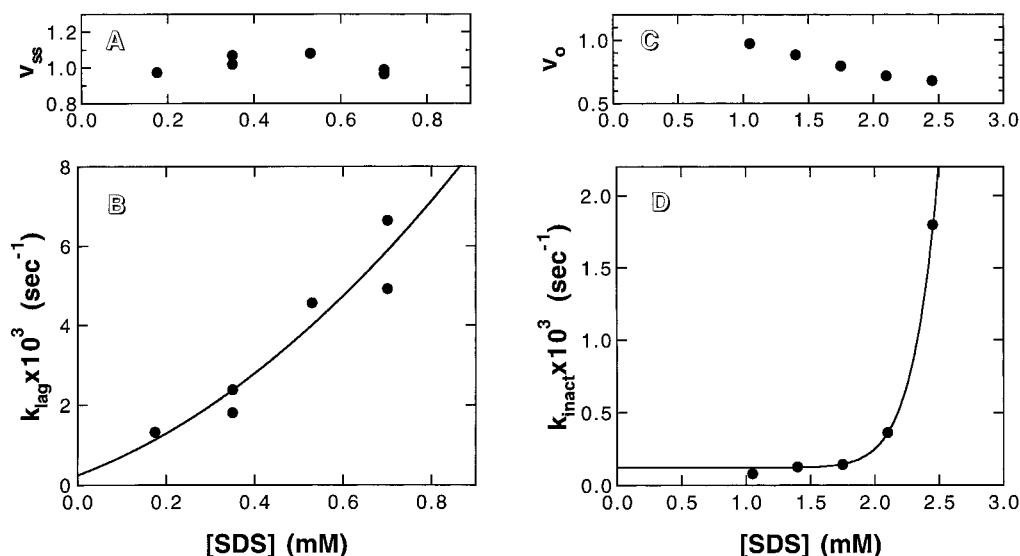 A
V_ss
1.2
1.0
0.8
0.0 0.2 0.4 0.6 0.8
C
V_o
1.0
0.5
0.0 0.5 1.0 1.5 2.0 2.5 3.0
B
k_lag x10^3 (sec^-1)
8
6
4
2
0
0.0 0.2 0.4 0.6 0.8
[SDS] (mM)
D
k_inact x10^3 (sec^-1)
2.0
1.5
1.0
0.5
0.0
0.0 0.5 1.0 1.5 2.0 2.5 3.0
[SDS] (mM)